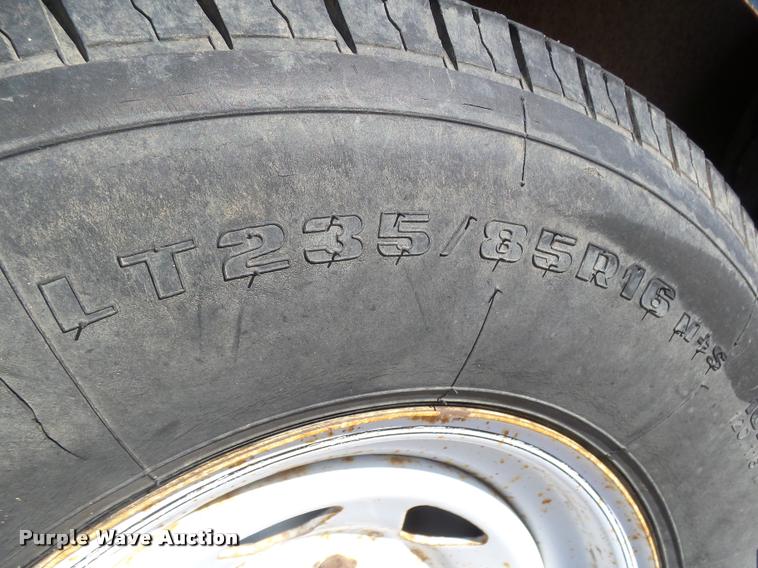 LT235/85R16 M+S
Purple Wave Auction